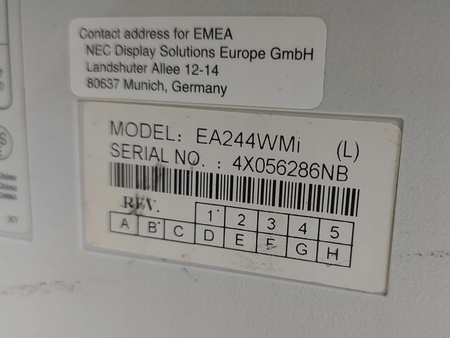 Contact address for EMEA
NEC Display Solutions Europe GmbH
Landshuter Allee 12-14
80637 Munich, Germany
MODEL: EA244WMi (L)
SERIAL NO. : 4X056286NB
REV. 1 2 3 4 5
A B C D E F G H